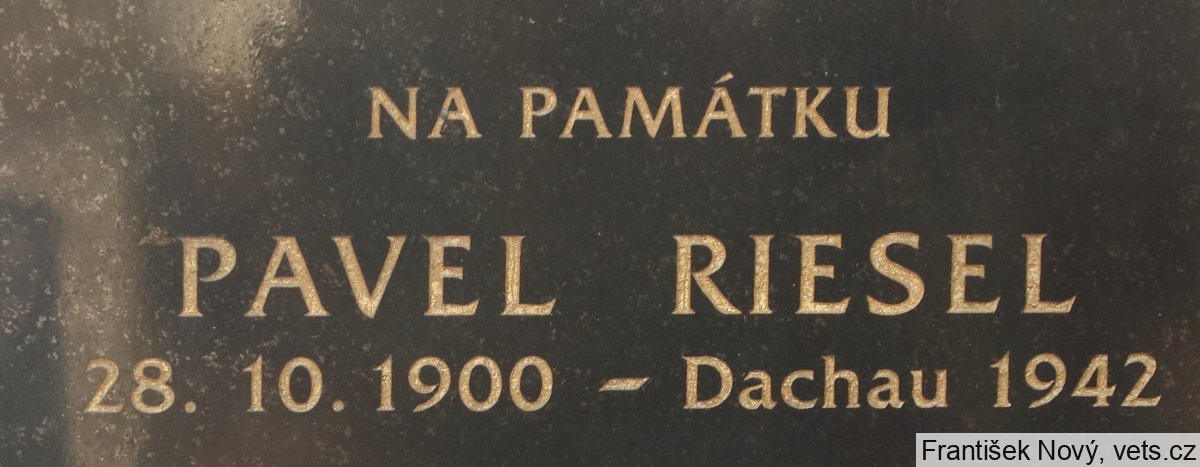 NA PAMÁTKU
PAVEL RIESEL
28. 10. 1900 – Dachau 1942
František Nový, vets.cz